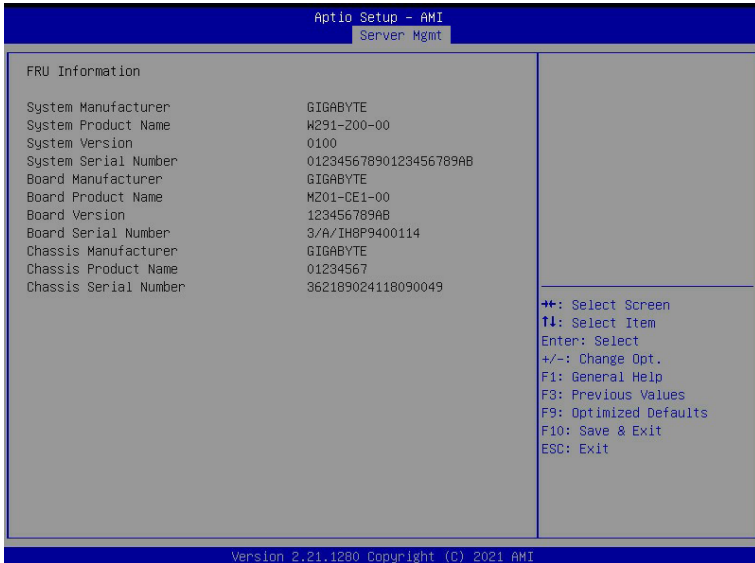 Aptio Setup – AMI
Server Mgmt
FRU Information
System Manufacturer GIGABYTE
System Product Name W291-Z00-00
System Version 0100
System Serial Number 01234567890123456789AB
Board Manufacturer GIGABYTE
Board Product Name MZ01-CE1-00
Board Version 123456789AB
Board Serial Number 3/A/IH8P9400114
Chassis Manufacturer GIGABYTE
Chassis Product Name 01234567
Chassis Serial Number 362189024118090049
→←: Select Screen
↑↓: Select Item
Enter: Select
+/-: Change Opt.
F1: General Help
F3: Previous Values
F9: Optimized Defaults
F10: Save & Exit
ESC: Exit
Version 2.21.1280 Copyright (C) 2021 AMI